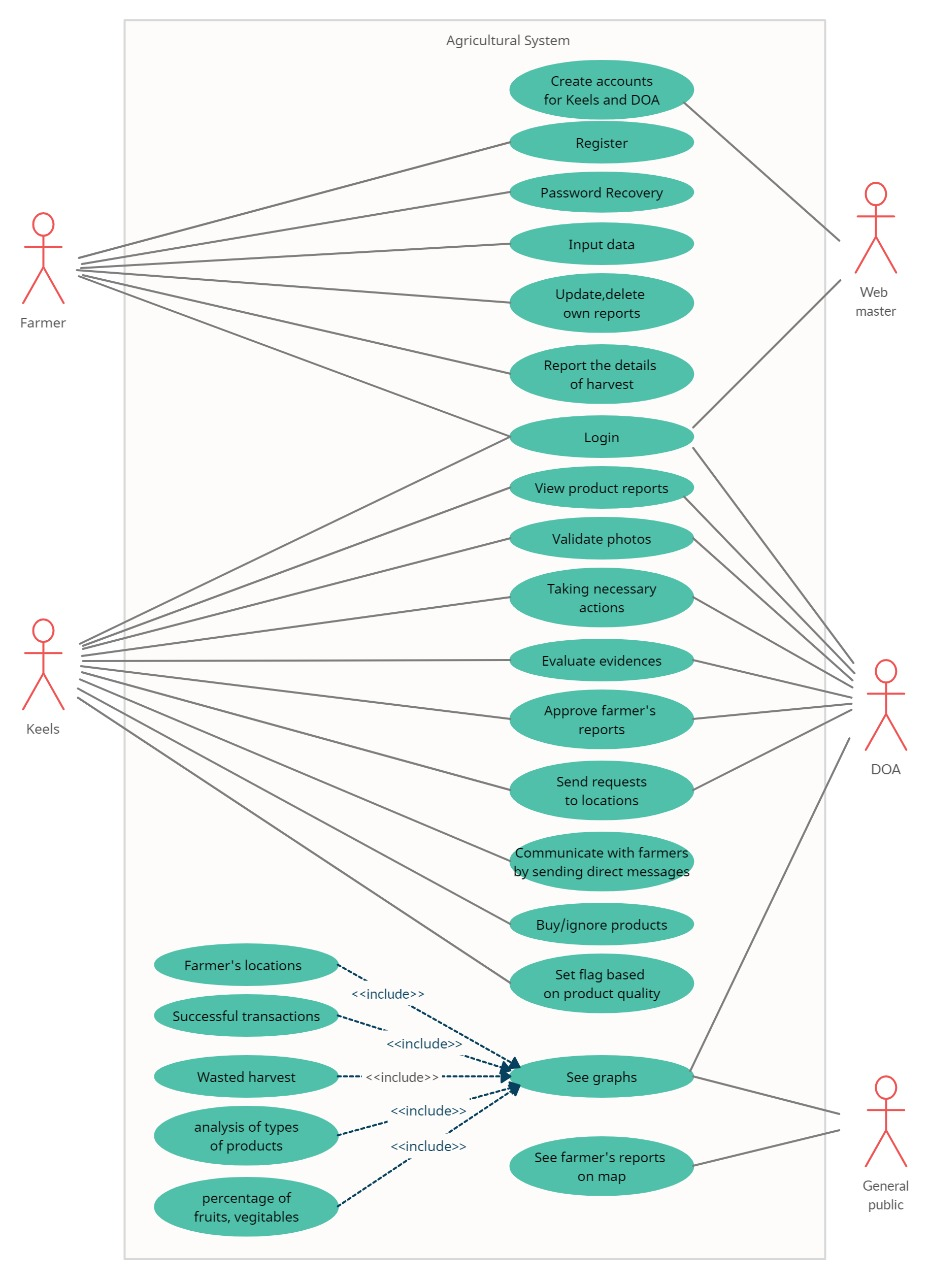 Agricultural System
Create accounts
for Keels and DOA
Register
Password Recovery
Input data
Update,delete
own reports
Report the details
of harvest
Login
View product reports
Validate photos
Taking necessary
actions
Evaluate evidences
Approve farmer's
reports
Send requests
to locations
Communicate with farmers
by sending direct messages
Buy/ignore products
Set flag based
on product quality
See graphs
See farmer's reports
on map
Farmer's locations
Successful transactions
Wasted harvest
analysis of types
of products
percentage of
fruits, vegitables
<<include>>
<<include>>
<<include>>
<<include>>
<<include>>
Farmer
Keels
Web
master
DOA
General
public